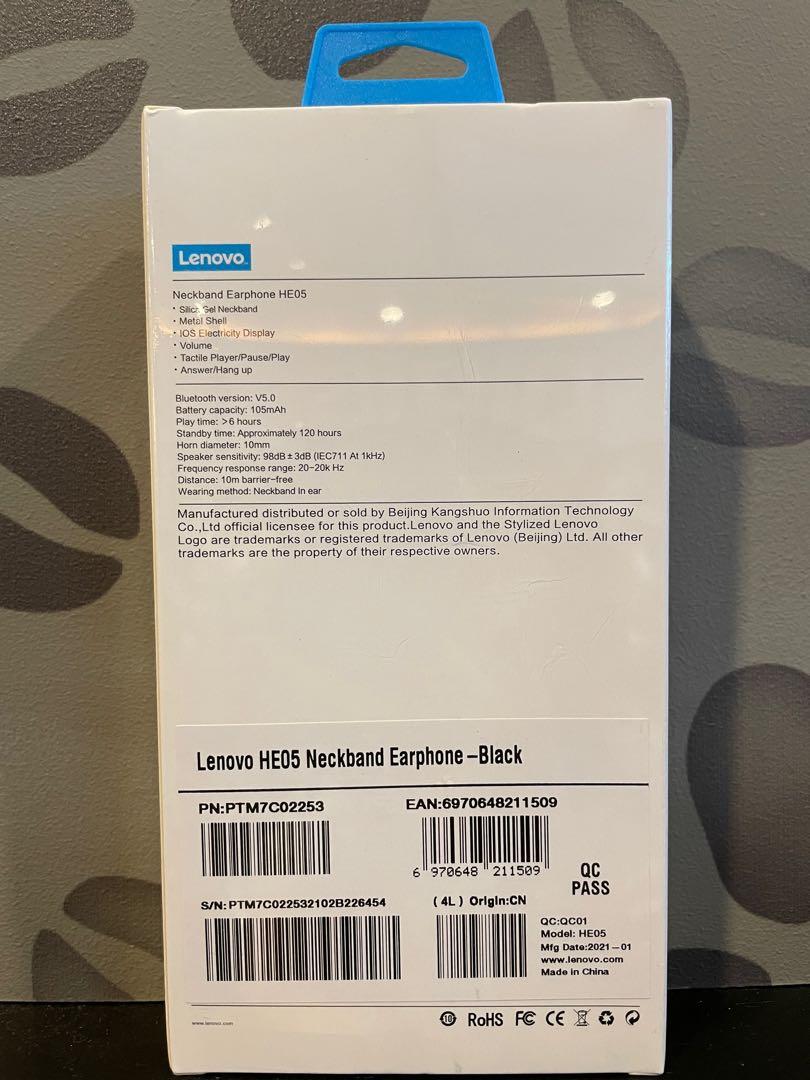 Lenovo
Neckband Earphone HE05
• Silica Gel Neckband
• Metal Shell
• IOS Electricity Display
• Volume
• Tactile Player/Pause/Play
• Answer/Hang up
Bluetooth version: V5.0
Battery capacity: 105mAh
Play time: >6 hours
Standby time: Approximately 120 hours
Horn diameter: 10mm
Speaker sensitivity: 98dB±3dB (IEC711 At 1kHz)
Frequency response range: 20-20k Hz
Distance: 10m barrier-free
Wearing method: Neckband In ear
Manufactured distributed or sold by Beijing Kangshuo Information Technology
Co.,Ltd official licensee for this product.Lenovo and the Stylized Lenovo
Logo are trademarks or registered trademarks of Lenovo (Beijing) Ltd. All other
trademarks are the property of their respective owners.
Lenovo HE05 Neckband Earphone-Black
PN:PTM7C02253
EAN:6970648211509
6 970648 211509
QC
PASS
S/N:PTM7C022532102B226454
(4L) Origin:CN
QC:QC01
Model: HE05
Mfg Date:2021-01
www.lenovo.com
Made in China
www.lenovo.com
10 RoHS FC CE